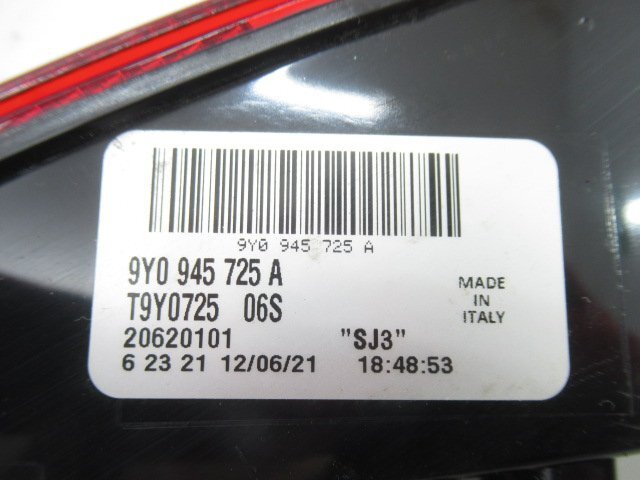 9Y0 945 725 A
9Y0 945 725 A
T9Y0725 06S
20620101 "SJ3"
6 23 21 12/06/21 18:48:53
MADE
IN
ITALY